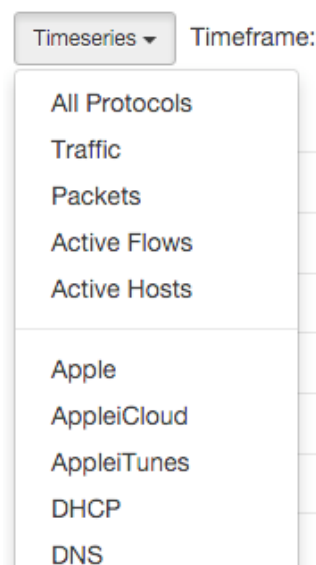 Timeseries Timeframe:
All Protocols
Traffic
Packets
Active Flows
Active Hosts
Apple
AppleiCloud
AppleiTunes
DHCP
DNS